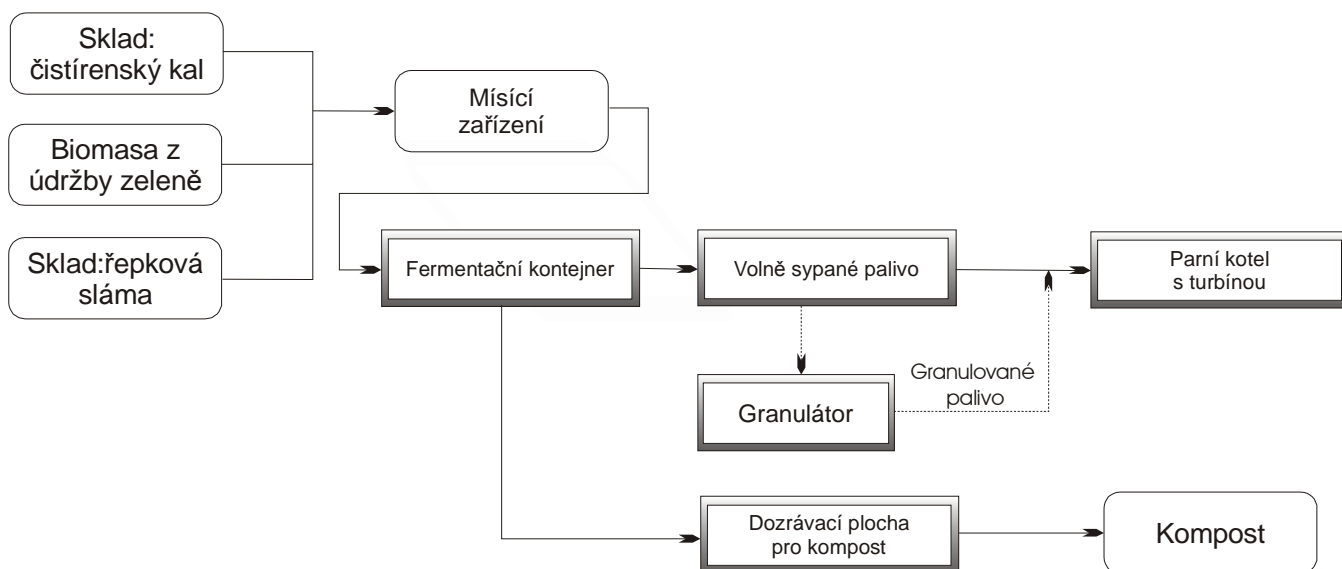 Sklad:
čistírenský kal
Mísící
zařízení
Biomasa z
údržby zeleně
Sklad:řepková
sláma
Fermentační kontejner
Volně sypané palivo
Parní kotel
s turbínou
Granulované
palivo
Granulátor
Dozrávací plocha
pro kompost
Kompost